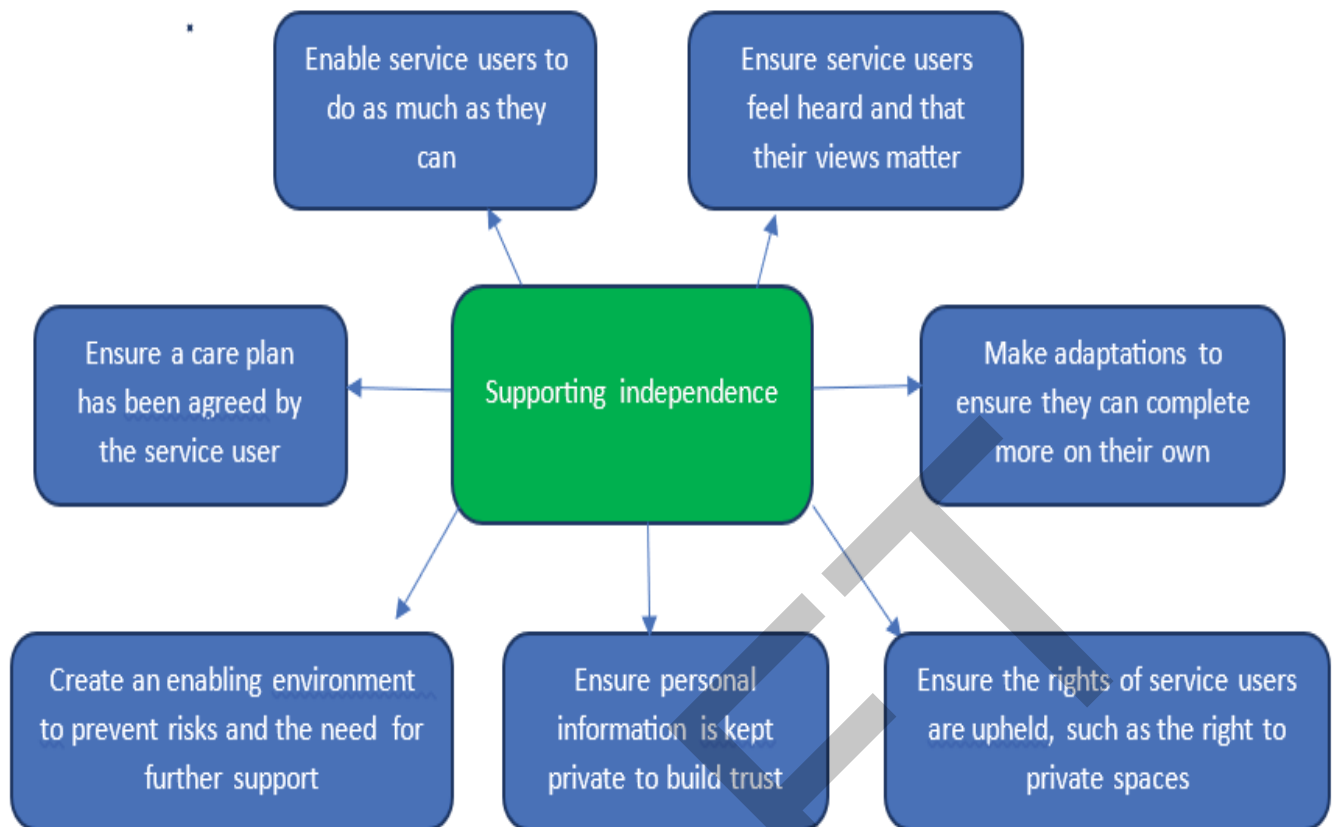 Enable service users to
do as much as they
can
Ensure service users
feel heard and that
their views matter
Ensure a care plan
has been agreed by
the service user
Supporting independence
Make adaptations to
ensure they can complete
more on their own
Create an enabling environment
to prevent risks and the need for
further support
Ensure personal
information is kept
private to build trust
Ensure the rights of service users
are upheld, such as the right to
private spaces